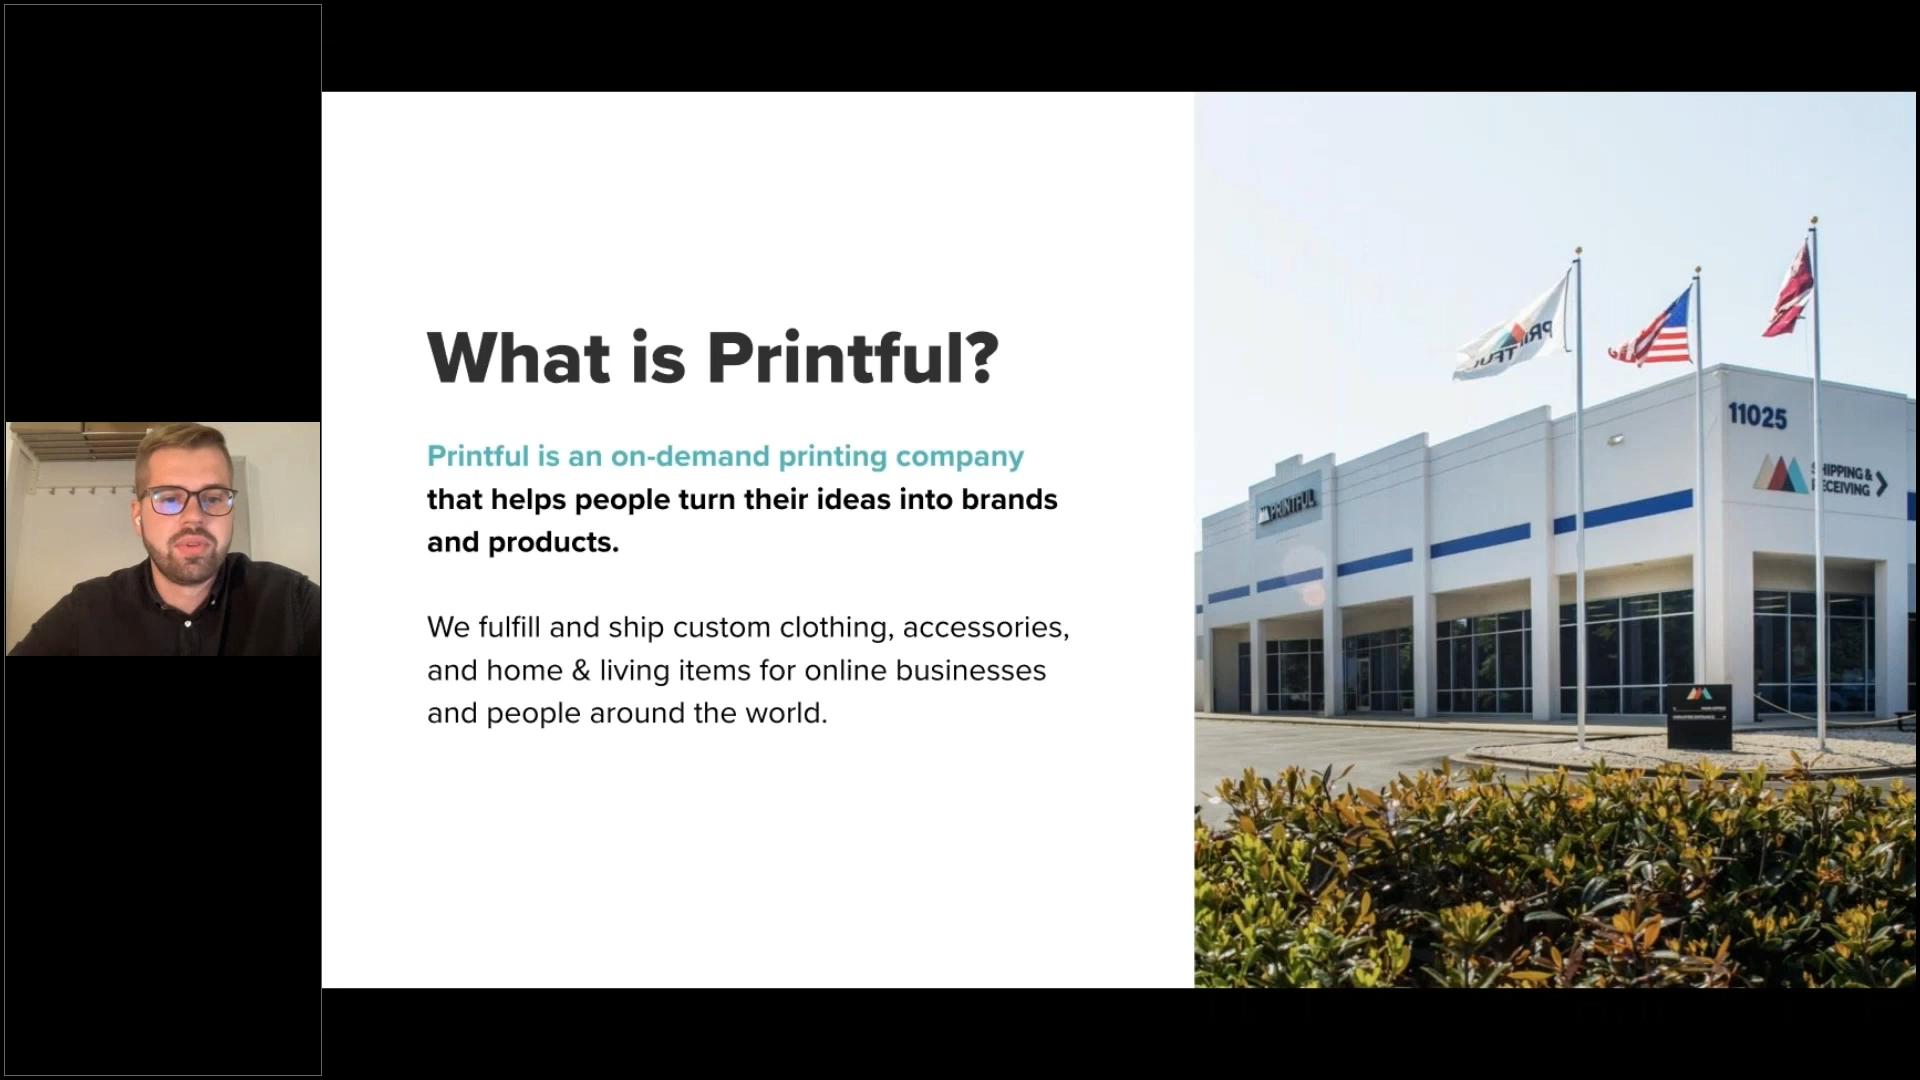 What is Printful?
Printful is an on-demand printing company
that helps people turn their ideas into brands
and products.
We fulfill and ship custom clothing, accessories,
and home & living items for online businesses
and people around the world.
PRINTFUL
11025
SHIPPING &
RECEIVING
PRINTFUL